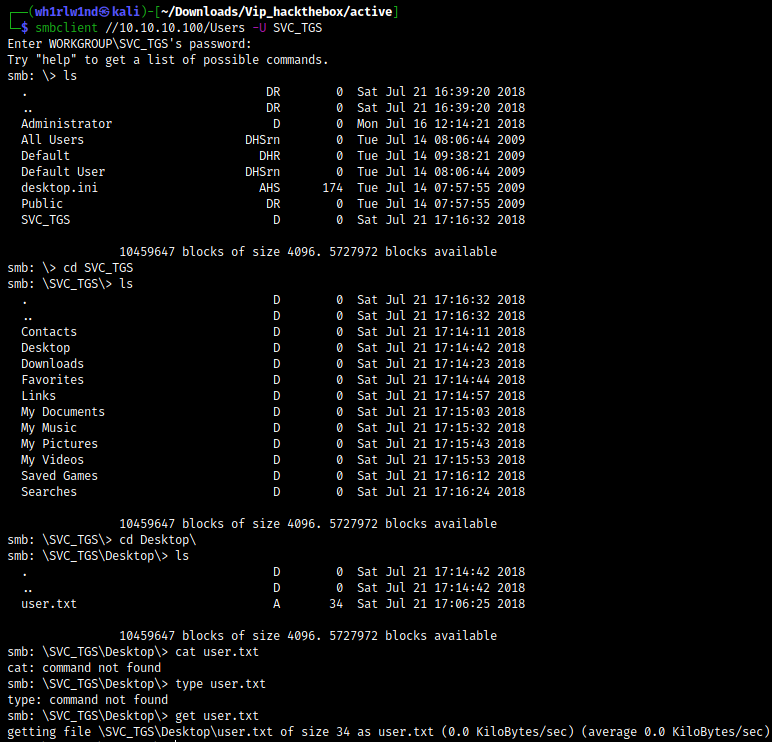 ┌──(wh1rlw1nd㉿kali)-[~/Downloads/Vip_hackthebox/active]
└─$ smbclient //10.10.10.100/Users -U SVC_TGS
Enter WORKGROUP\SVC_TGS's password:
Try "help" to get a list of possible commands.
smb: \> ls
  .                                  DR        0  Sat Jul 21 16:39:20 2018
  ..                                 DR        0  Sat Jul 21 16:39:20 2018
  Administrator                       D        0  Mon Jul 16 12:14:21 2018
  All Users                       DHSrn        0  Tue Jul 14 08:06:44 2009
  Default                           DHR        0  Tue Jul 14 09:38:21 2009
  Default User                    DHSrn        0  Tue Jul 14 08:06:44 2009
  desktop.ini                       AHS      174  Tue Jul 14 07:57:55 2009
  Public                             DR        0  Tue Jul 14 07:57:55 2009
  SVC_TGS                             D        0  Sat Jul 21 17:16:32 2018
                10459647 blocks of size 4096. 5727972 blocks available
smb: \> cd SVC_TGS
smb: \SVC_TGS\> ls
  .                                   D        0  Sat Jul 21 17:16:32 2018
  ..                                  D        0  Sat Jul 21 17:16:32 2018
  Contacts                            D        0  Sat Jul 21 17:14:11 2018
  Desktop                             D        0  Sat Jul 21 17:14:42 2018
  Downloads                           D        0  Sat Jul 21 17:14:23 2018
  Favorites                           D        0  Sat Jul 21 17:14:44 2018
  Links                               D        0  Sat Jul 21 17:14:57 2018
  My Documents                        D        0  Sat Jul 21 17:15:03 2018
  My Music                            D        0  Sat Jul 21 17:15:32 2018
  My Pictures                         D        0  Sat Jul 21 17:15:43 2018
  My Videos                           D        0  Sat Jul 21 17:15:53 2018
  Saved Games                         D        0  Sat Jul 21 17:16:12 2018
  Searches                            D        0  Sat Jul 21 17:16:24 2018
                10459647 blocks of size 4096. 5727972 blocks available
smb: \SVC_TGS\> cd Desktop\
smb: \SVC_TGS\Desktop\> ls
  .                                   D        0  Sat Jul 21 17:14:42 2018
  ..                                  D        0  Sat Jul 21 17:14:42 2018
  user.txt                            A       34  Sat Jul 21 17:06:25 2018
                10459647 blocks of size 4096. 5727972 blocks available
smb: \SVC_TGS\Desktop\> cat user.txt
cat: command not found
smb: \SVC_TGS\Desktop\> type user.txt
type: command not found
smb: \SVC_TGS\Desktop\> get user.txt
getting file \SVC_TGS\Desktop\user.txt of size 34 as user.txt (0.0 KiloBytes/sec) (average 0.0 KiloBytes/sec)